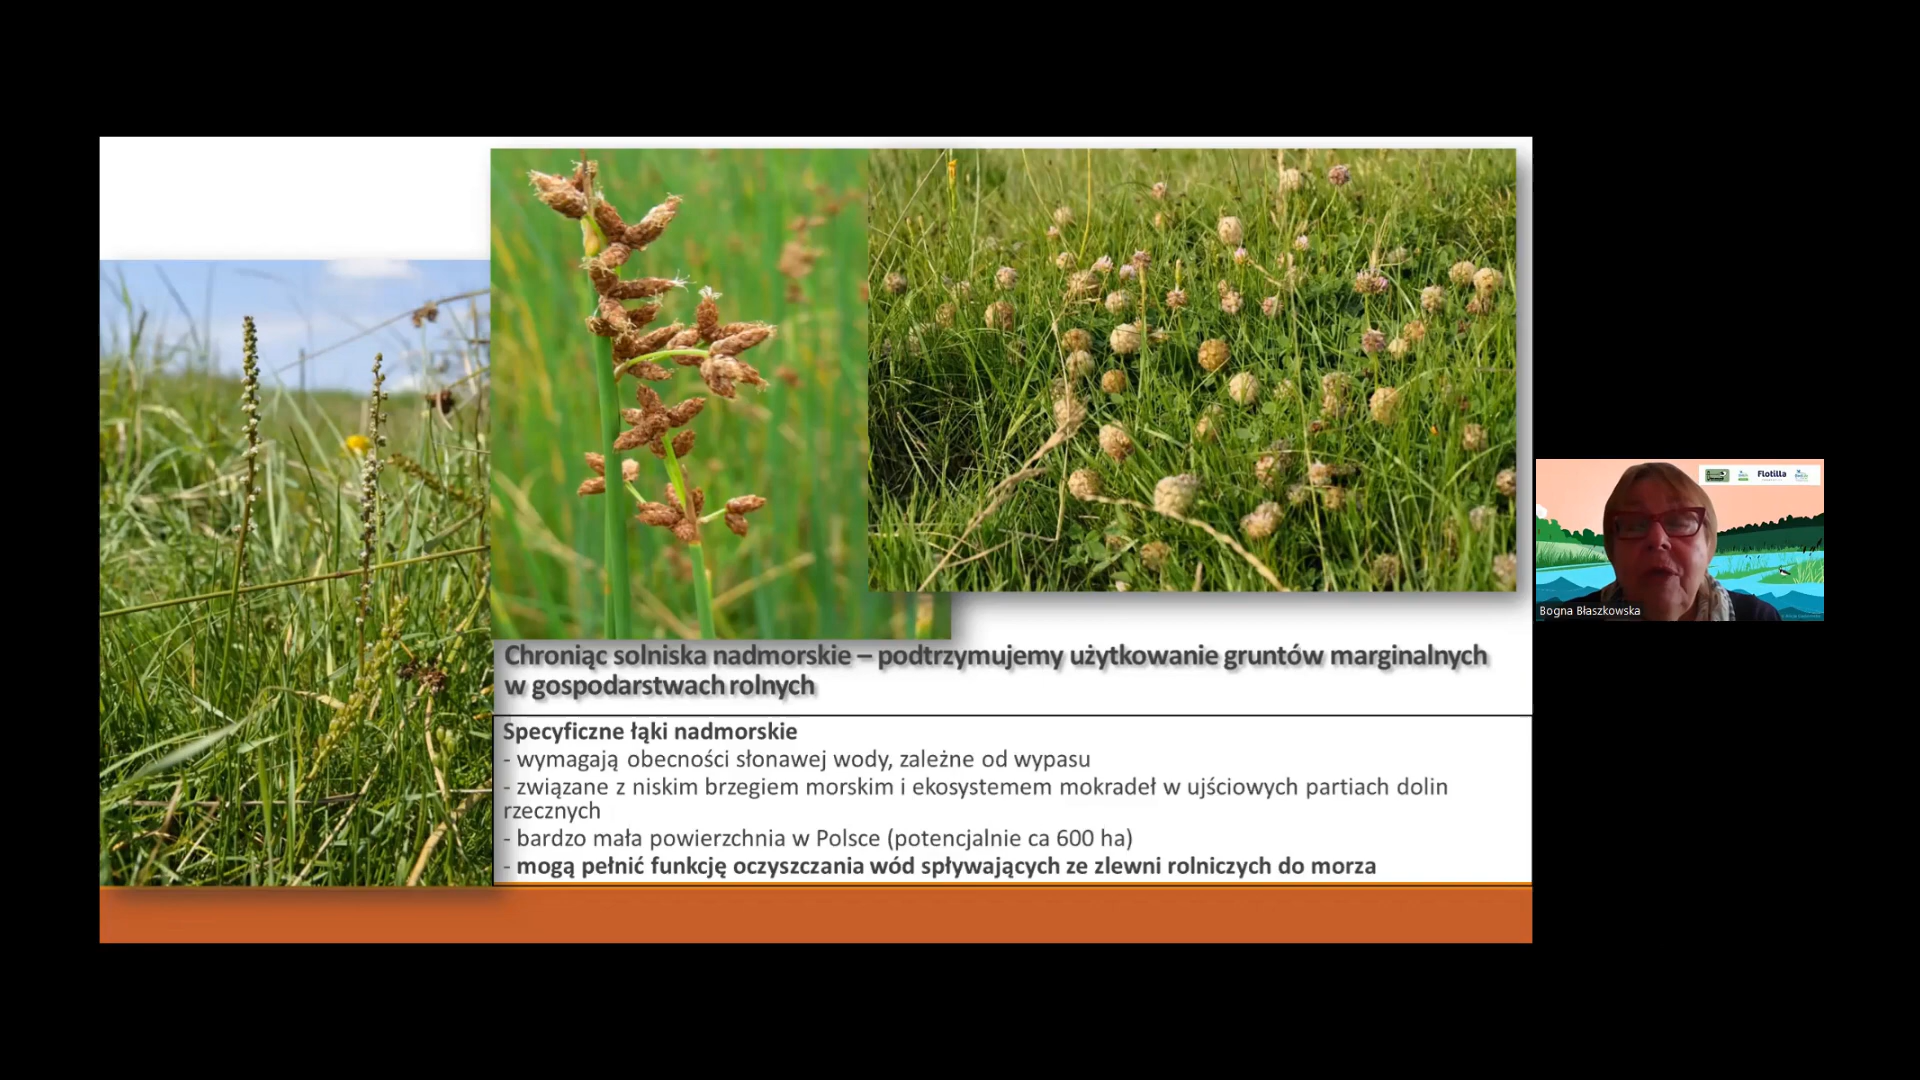 Chroniąc solniska nadmorskie – podtrzymujemy użytkowanie gruntów marginalnych
w gospodarstwach rolnych
Specyficzne łąki nadmorskie
- wymagają obecności słonawej wody, zależne od wypasu
- związane z niskim brzegiem morskim i ekosystemem mokradeł w ujściowych partiach dolin
rzecznych
- bardzo mała powierzchnia w Polsce (potencjalnie ca 600 ha)
- mogą pełnić funkcję oczyszczania wód spływających ze zlewni rolniczych do morza
Flotilla
Bogna Błaszkowska